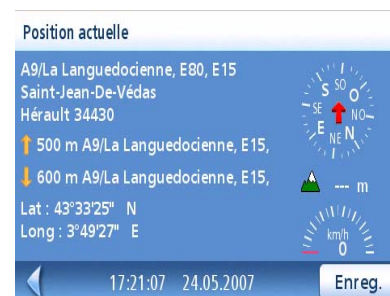 Position actuelle
A9/La Languedocienne, E80, E15
Saint-Jean-De-Védas
Hérault 34430
500 m A9/La Languedocienne, E15,
600 m A9/La Languedocienne, E15,
Lat : 43°33'25" N
Long : 3°49'27" E
S SO O NO N NE E SE
--- m
km/h
0
17:21:07 24.05.2007
Enreg.